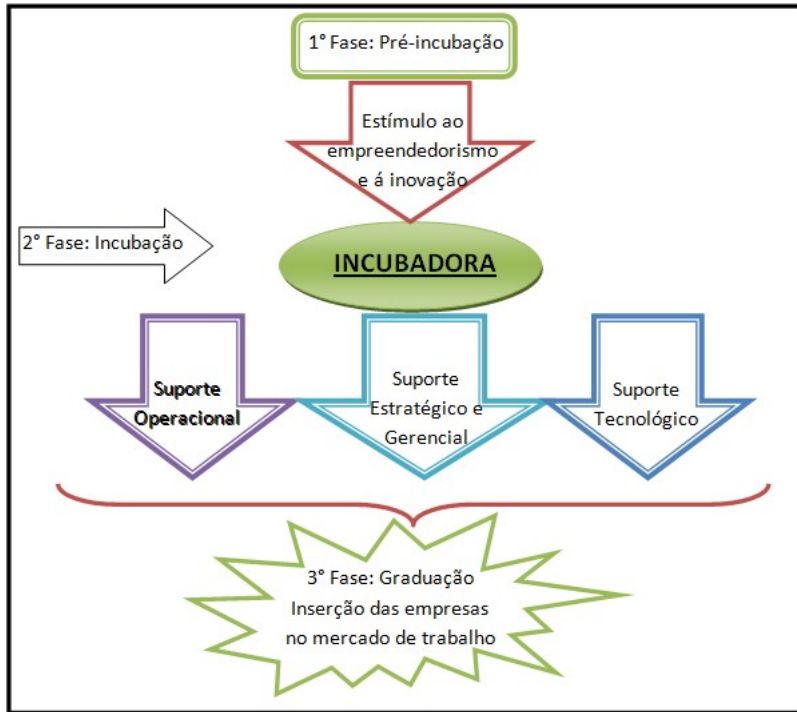 1° Fase: Pré-incubação
Estímulo ao
empreendedorismo
e á inovação
2° Fase: Incubação
INCUBADORA
Suporte
Operacional
Suporte
Estratégico e
Gerencial
Suporte
Tecnológico
3° Fase: Graduação
Inserção das empresas
no mercado de trabalho